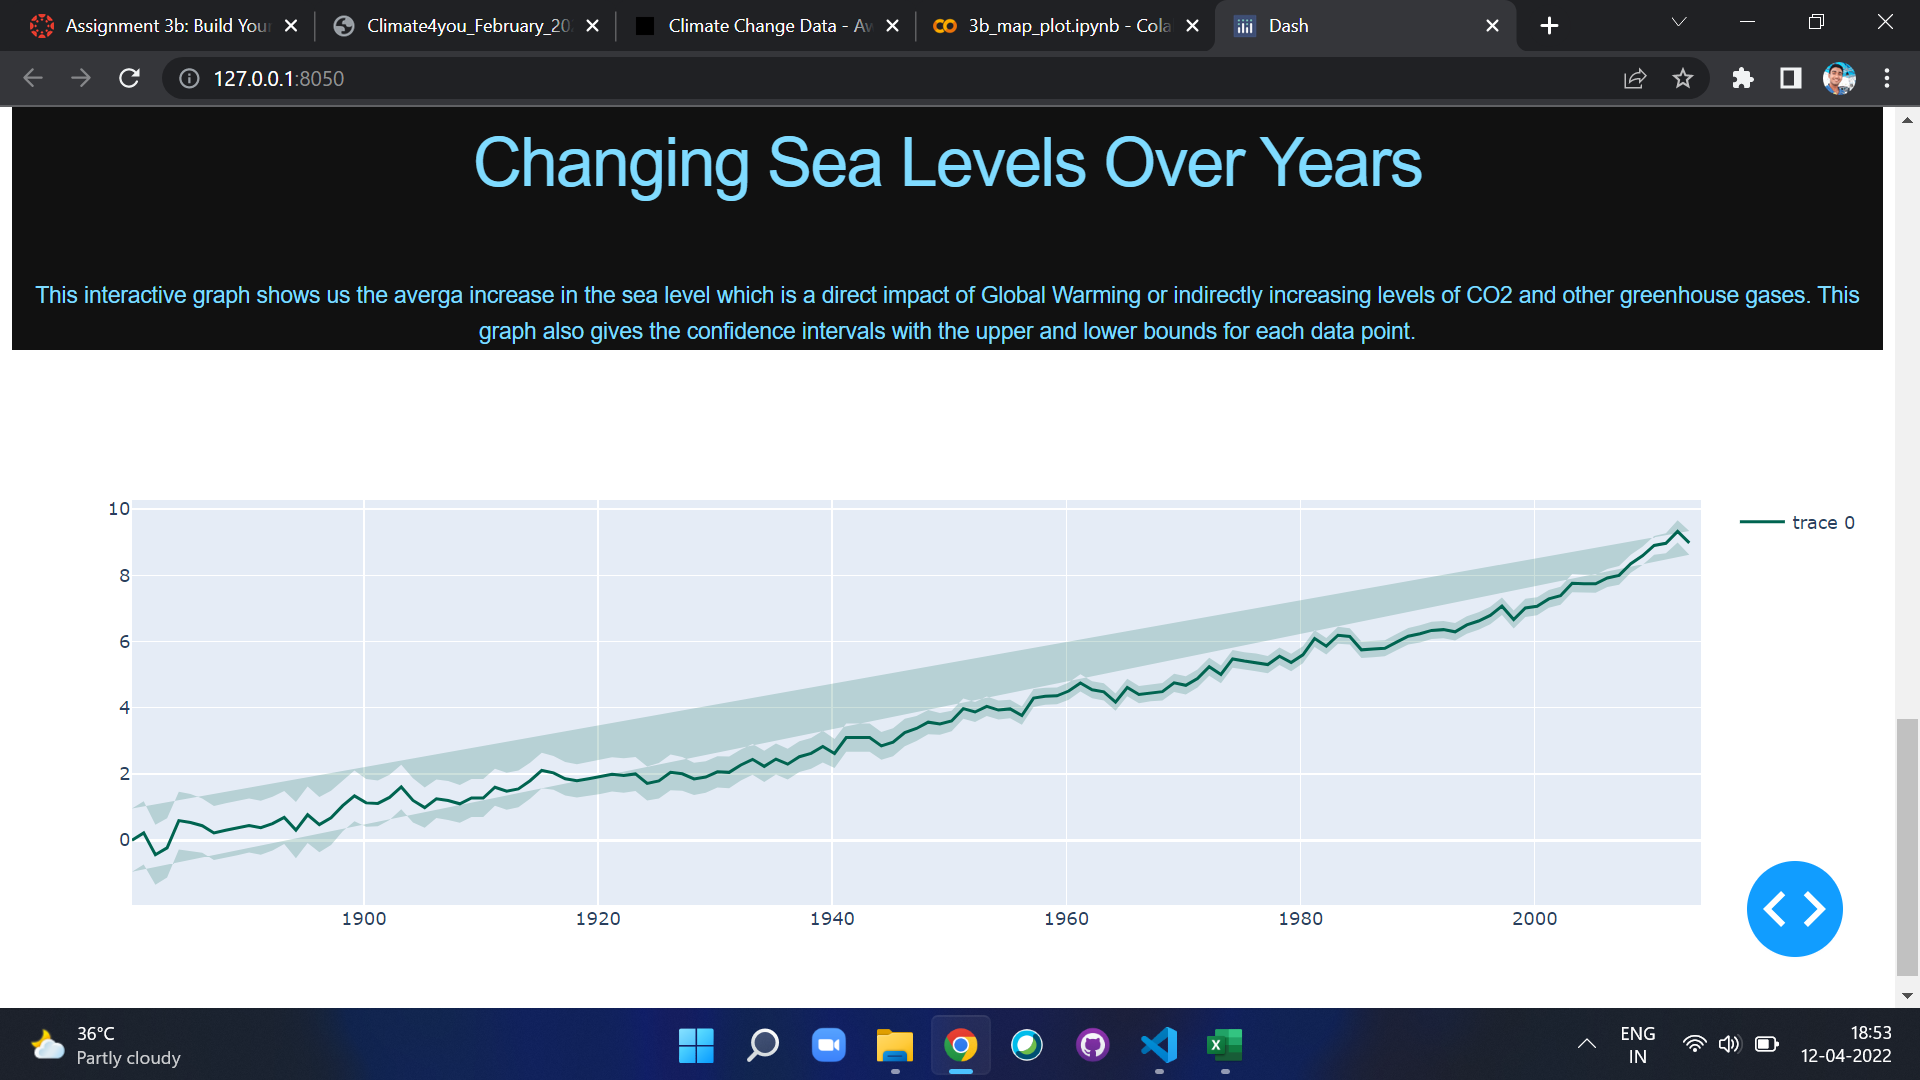 Assignment 3b: Build Your
Climate4you_February_20
Climate Change Data - Aw
3b_map_plot.ipynb - Cola
Dash
127.0.0.1:8050
Changing Sea Levels Over Years
This interactive graph shows us the averga increase in the sea level which is a direct impact of Global Warming or indirectly increasing levels of CO2 and other greenhouse gases. This
graph also gives the confidence intervals with the upper and lower bounds for each data point.
10
8
6
4
2
0
1900
1920
1940
1960
1980
2000
trace 0
36°C
Partly cloudy
ENG
IN
18:53
12-04-2022